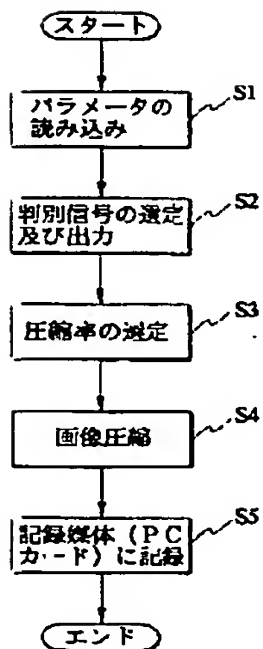 スタート
パラメータの
読み込み
S1
判別信号の選定
及び出力
S2
圧縮率の選定
S3
画像圧縮
S4
記録媒体（PC
カード）に記録
S5
エンド